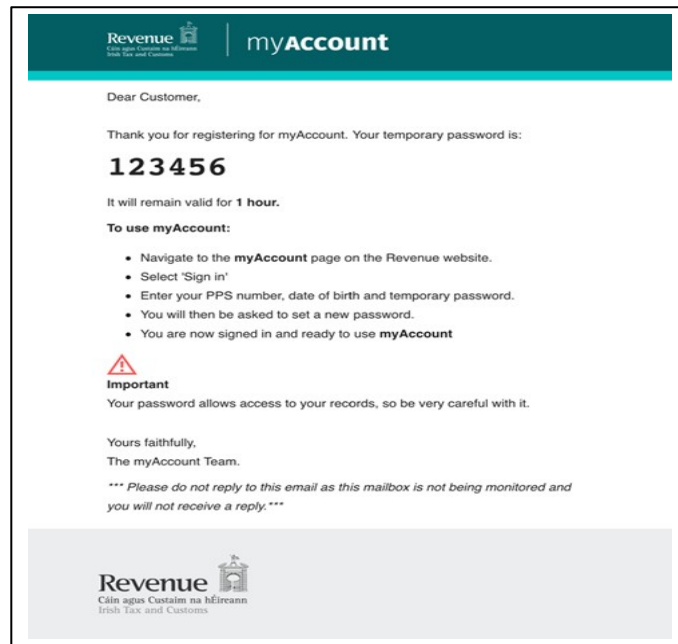 Revenue
Cáin agus Custaim na hÉireann
Irish Tax and Customs
myAccount
Dear Customer,
Thank you for registering for myAccount. Your temporary password is:
123456
It will remain valid for 1 hour.
To use myAccount:
• Navigate to the myAccount page on the Revenue website.
• Select 'Sign in'
• Enter your PPS number, date of birth and temporary password.
• You will then be asked to set a new password.
• You are now signed in and ready to use myAccount
Important
Your password allows access to your records, so be very careful with it.
Yours faithfully,
The myAccount Team.
*** Please do not reply to this email as this mailbox is not being monitored and
you will not receive a reply.***
Revenue
Cáin agus Custaim na hÉireann
Irish Tax and Customs